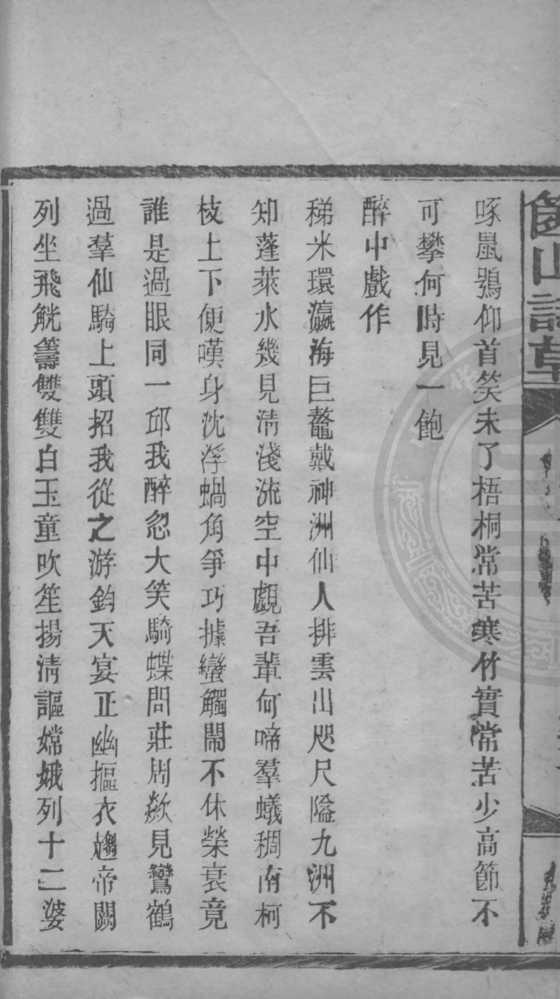 啄鼠鴉仰首笑未了梧桐常苦寒竹實常苦少高節不
可攀何時見一飽
醉中戲作
稊米環瀛海巨鼇戴神洲仙人排雲出咫尺隘九洲不
知蓬萊水幾見清淺流空中覷吾輩何啻羣蟻稠南柯
枝上下便嘆身沈浮蝸角爭巧據蠻觸鬧不休榮衰竟
誰是過眼同一邱我醉忽大笑騎蝶問莊周歘見鸞鶴
過羣仙騎上頭招我從之游鈞天宴正幽摳衣趨帝闕
列坐飛觥籌雙雙白玉童吹笙揚清謳嫦娥列十二婆